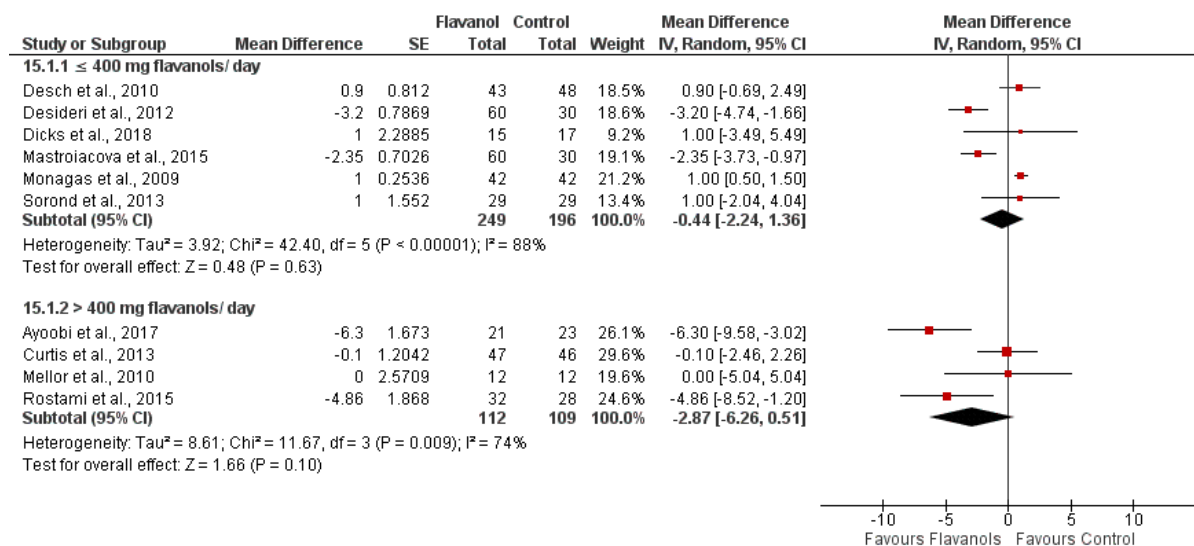 Flavanol Control Mean Difference Mean Difference
Study or Subgroup Mean Difference SE Total Total Weight IV, Random, 95% CI IV, Random, 95% CI
15.1.1 ≤ 400 mg flavanols/ day
Desch et al., 2010 0.9 0.812 43 48 18.5% 0.90 [-0.69, 2.49]
Desideri et al., 2012 -3.2 0.7869 60 30 18.6% -3.20 [-4.74, -1.66]
Dicks et al., 2018 1 2.2885 15 17 9.2% 1.00 [-3.49, 5.49]
Mastroiacova et al., 2015 -2.35 0.7026 60 30 19.1% -2.35 [-3.73, -0.97]
Monagas et al., 2009 1 0.2536 42 42 21.2% 1.00 [0.50, 1.50]
Sorond et al., 2013 1 1.552 29 29 13.4% 1.00 [-2.04, 4.04]
Subtotal (95% CI) 249 196 100.0% -0.44 [-2.24, 1.36]
Heterogeneity: Tau² = 3.92; Chi² = 42.40, df = 5 (P < 0.00001); I² = 88%
Test for overall effect: Z = 0.48 (P = 0.63)
15.1.2 > 400 mg flavanols/ day
Ayoobi et al., 2017 -6.3 1.673 21 23 26.1% -6.30 [-9.58, -3.02]
Curtis et al., 2013 -0.1 1.2042 47 46 29.6% -0.10 [-2.46, 2.26]
Mellor et al., 2010 0 2.5709 12 12 19.6% 0.00 [-5.04, 5.04]
Rostami et al., 2015 -4.86 1.868 32 28 24.6% -4.86 [-8.52, -1.20]
Subtotal (95% CI) 112 109 100.0% -2.87 [-6.26, 0.51]
Heterogeneity: Tau² = 8.61; Chi² = 11.67, df = 3 (P = 0.009); I² = 74%
Test for overall effect: Z = 1.66 (P = 0.10)
-10 -5 0 5 10
Favours Flavanols Favours Control